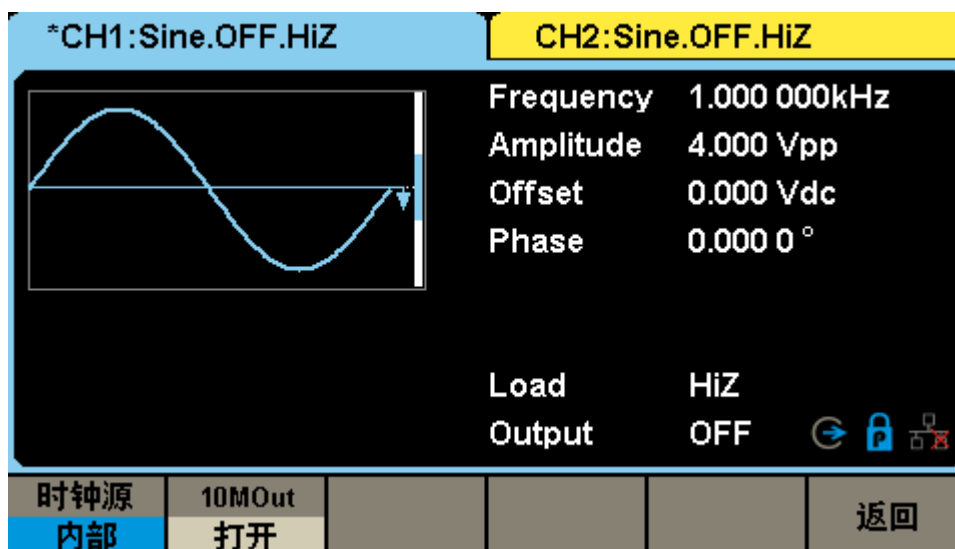 *CH1:Sine.OFF.HiZ
CH2:Sine.OFF.HiZ
Frequency 1.000 000kHz
Amplitude 4.000 Vpp
Offset 0.000 Vdc
Phase 0.000 0 °
Load HiZ
Output OFF
P
时钟源 10MOut
内部 打开
返回